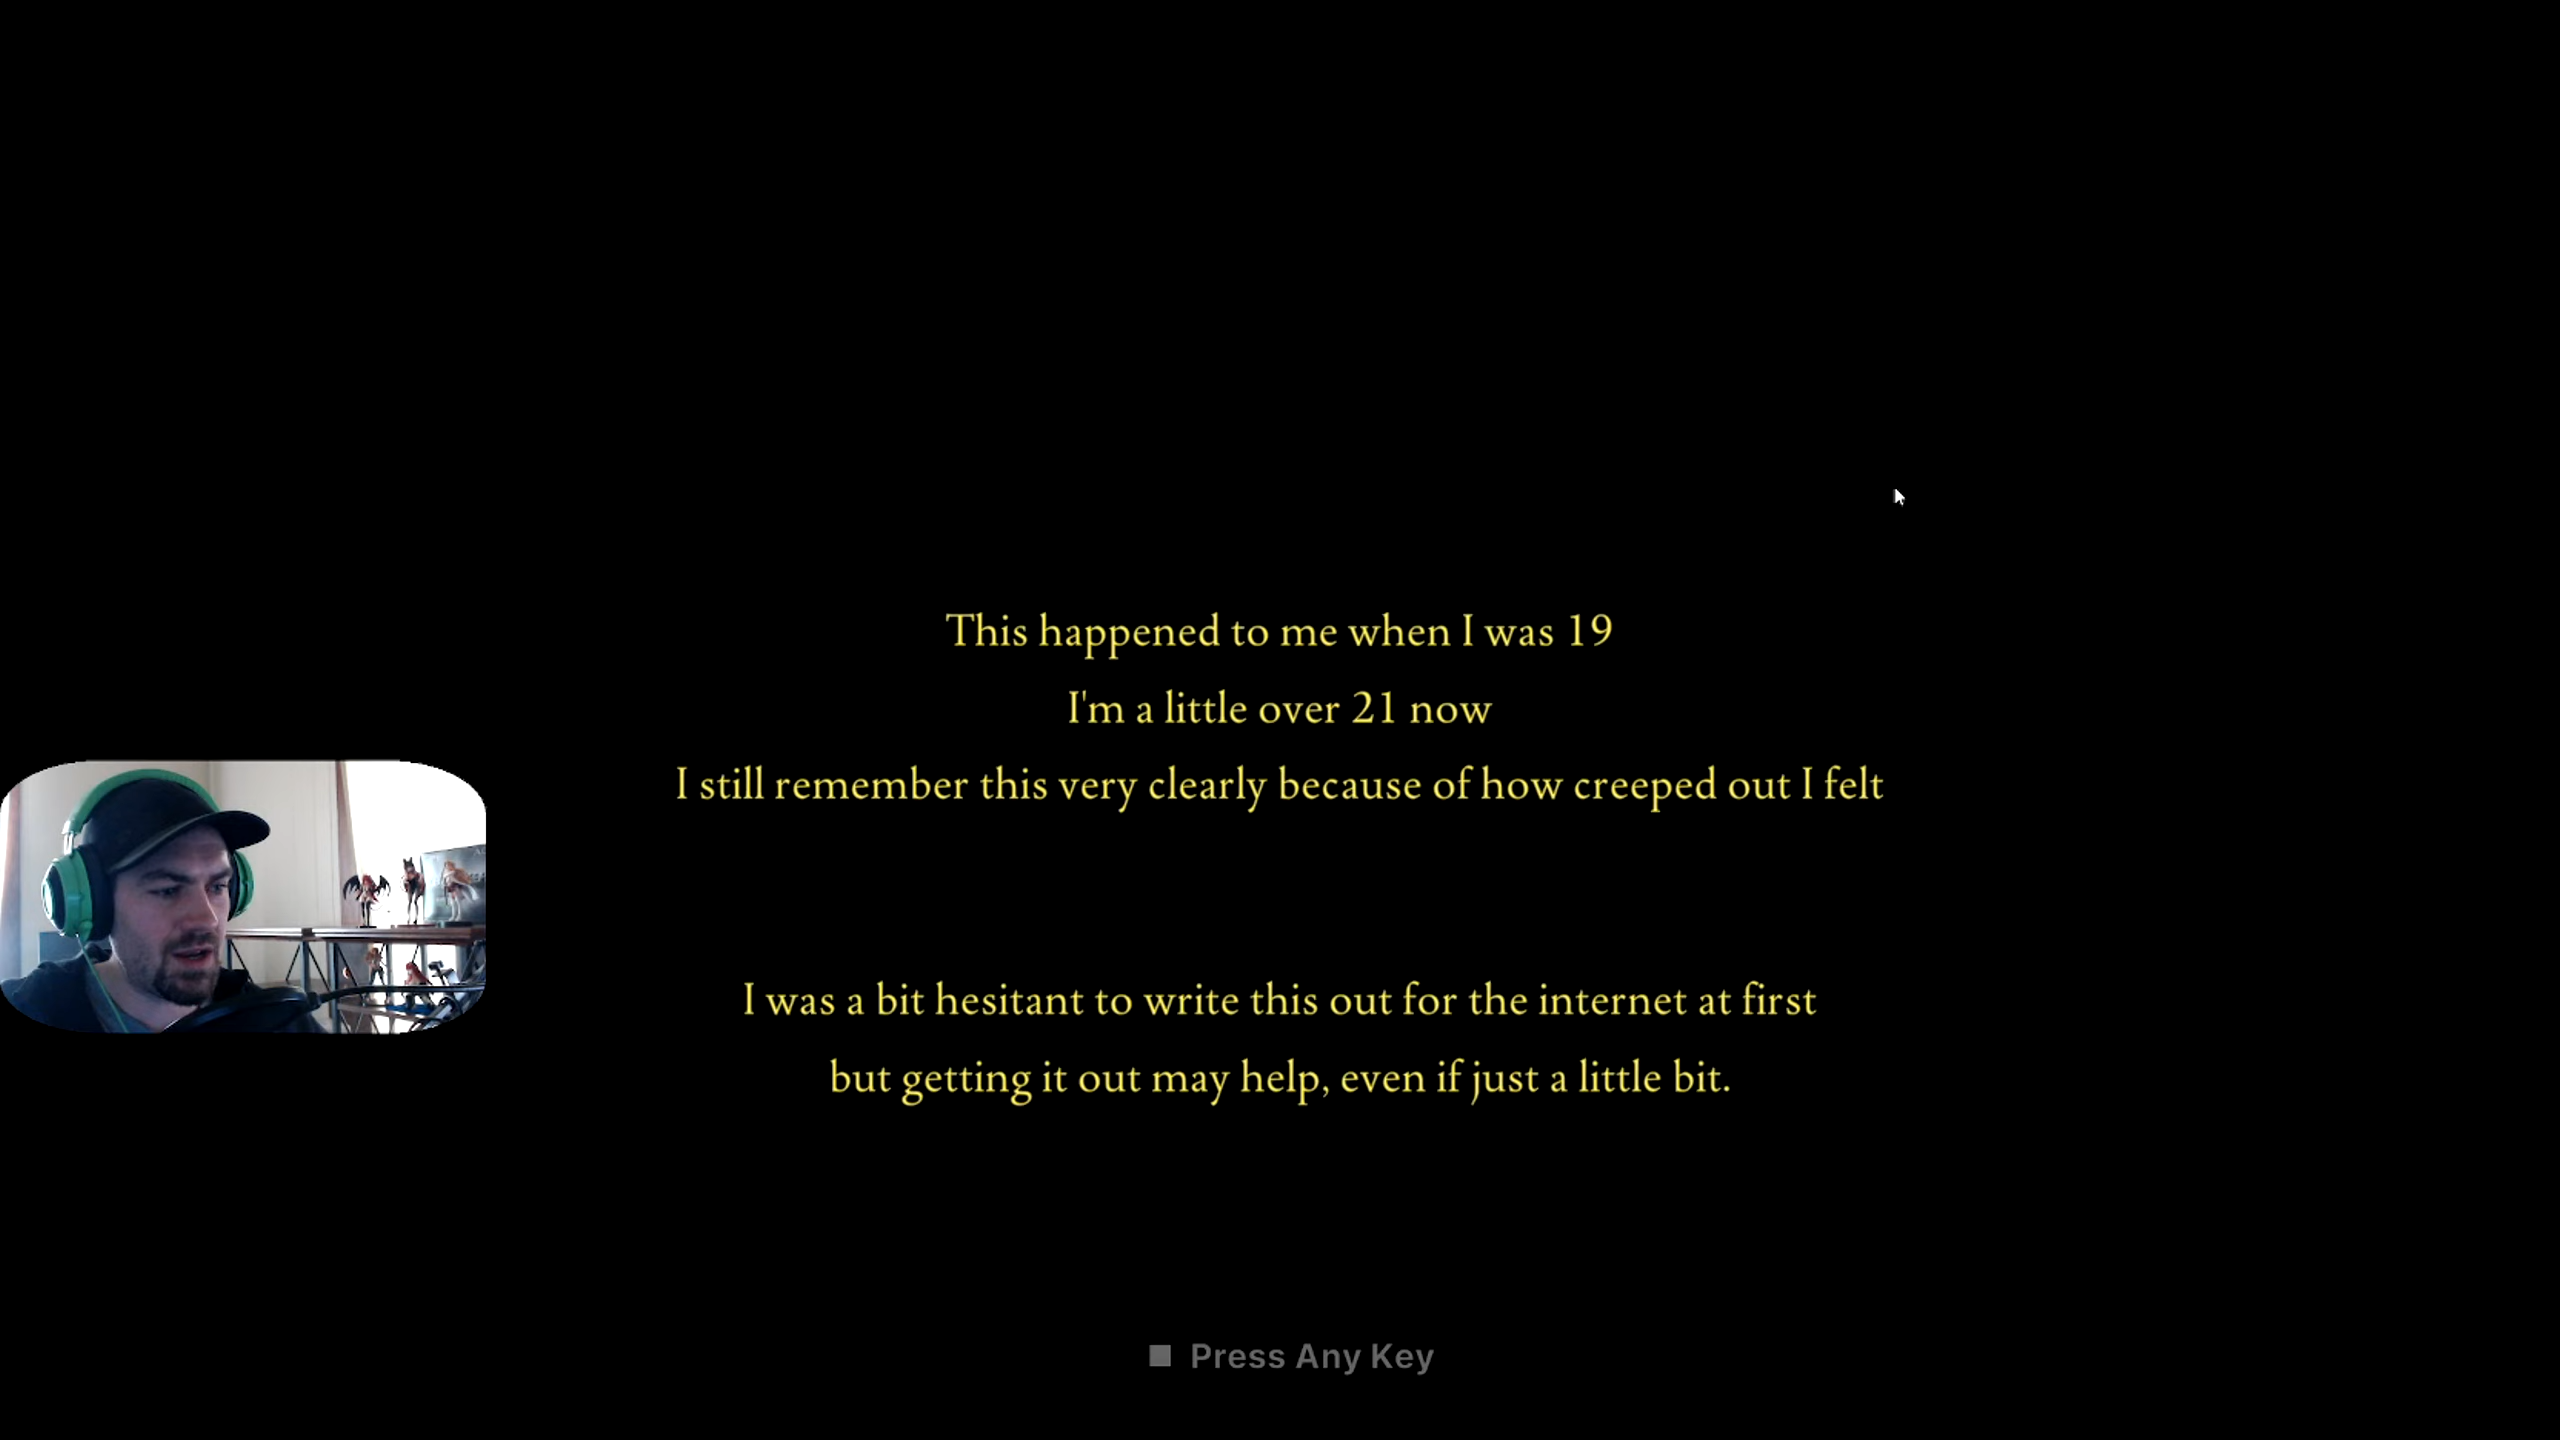 This happened to me when I was 19
I'm a little over 21 now
I still remember this very clearly because of how creeped out I felt
I was a bit hesitant to write this out for the internet at first
but getting it out may help, even if just a little bit.
Press Any Key